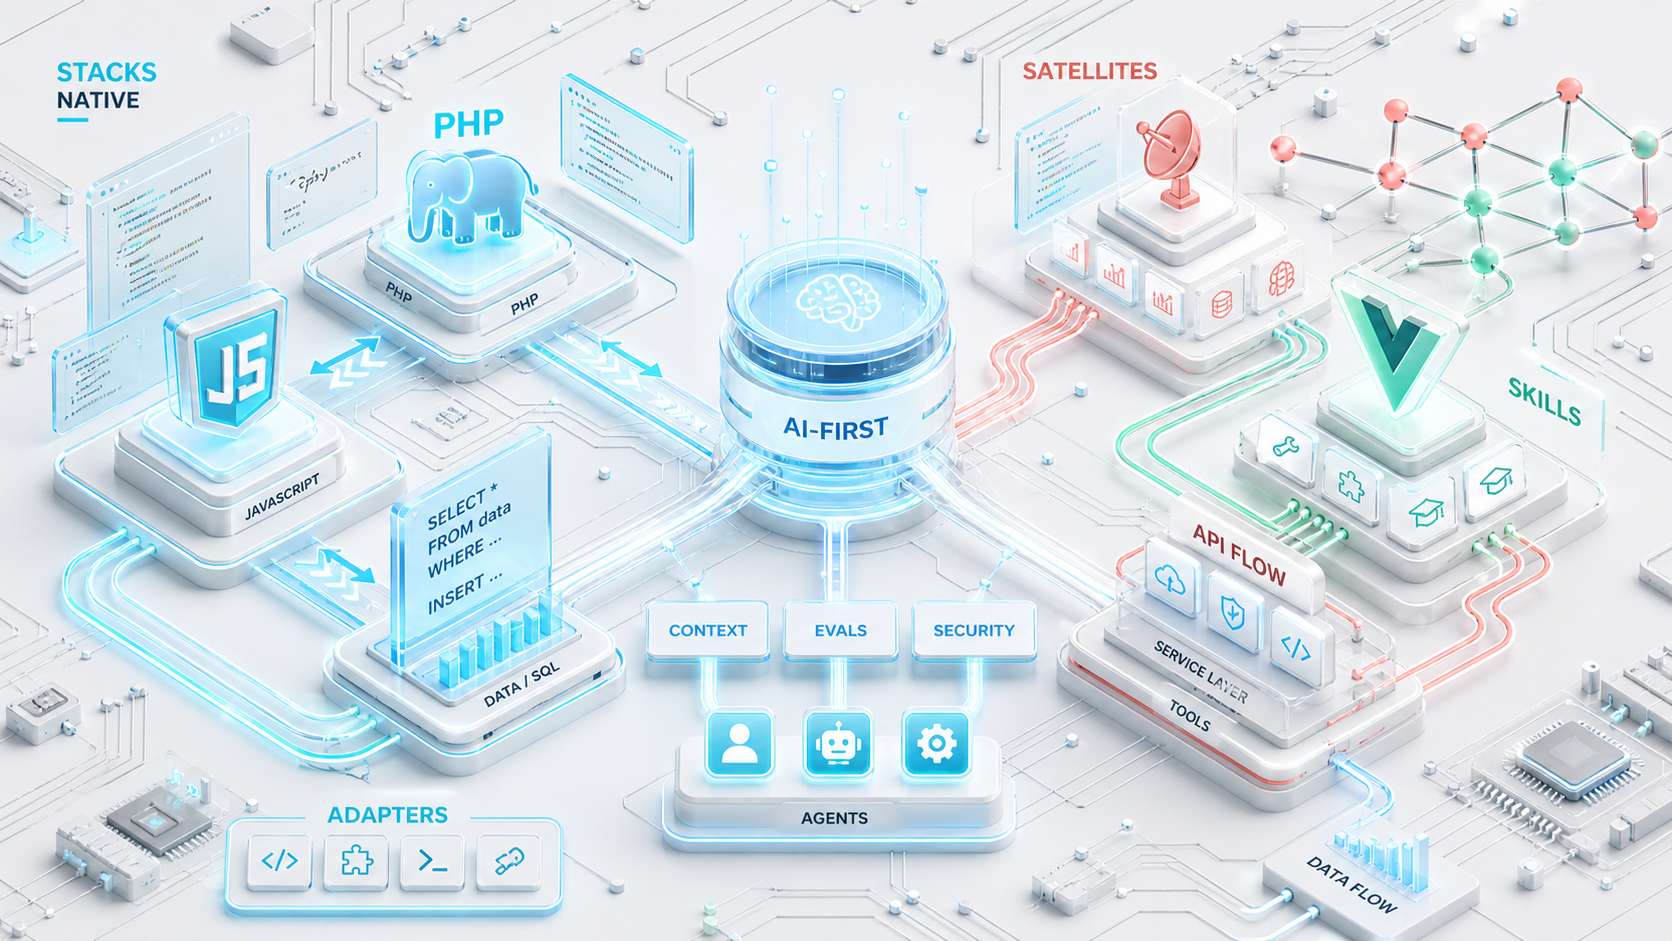 STACKS
NATIVE
PHP
PHP
PHP
JS
JAVASCRIPT
SELECT *
FROM data
WHERE ...
INSERT ...
DATA / SQL
ADAPTERS
</>
>_
AI-FIRST
CONTEXT
EVALS
SECURITY
AGENTS
SATELLITES
SKILLS
API FLOW
</>
SERVICE LAYER
TOOLS
DATA FLOW